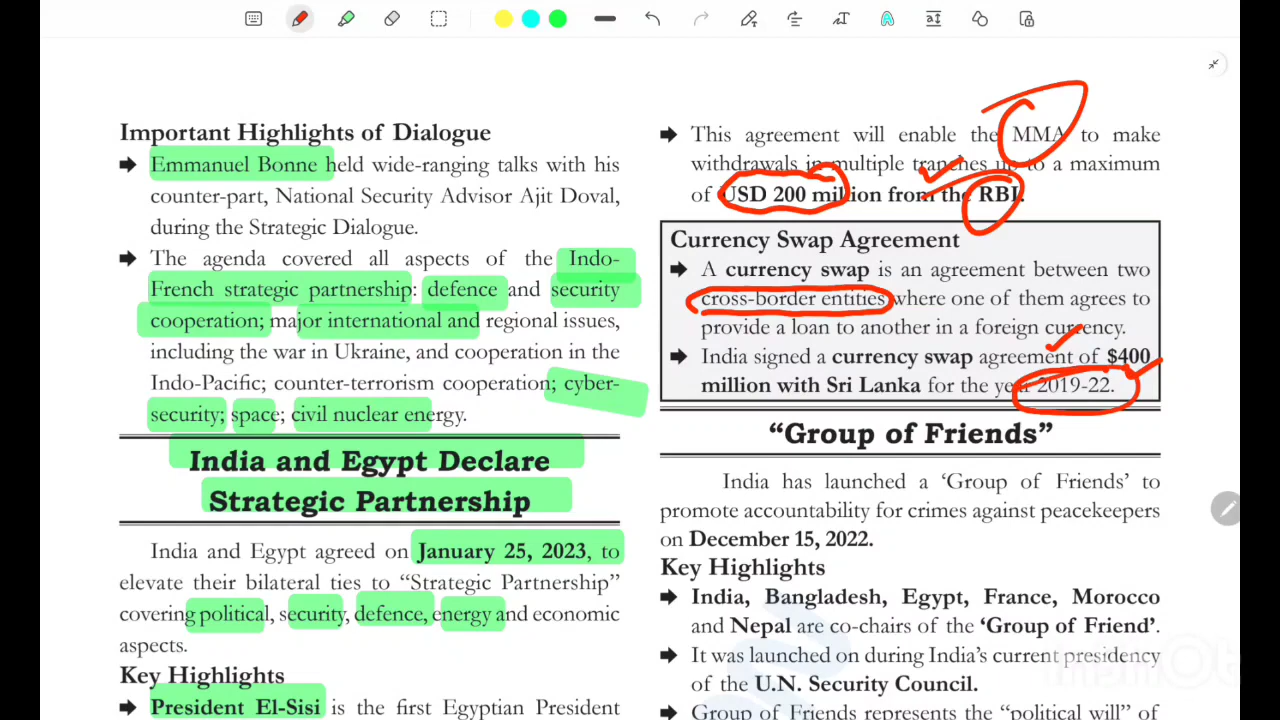 Important Highlights of Dialogue
➔ Emmanuel Bonne held wide-ranging talks with his
counter-part, National Security Advisor Ajit Doval,
during the Strategic Dialogue.
➔ The agenda covered all aspects of the Indo-
French strategic partnership: defence and security
cooperation; major international and regional issues,
including the war in Ukraine, and cooperation in the
Indo-Pacific; counter-terrorism cooperation; cyber-
security; space; civil nuclear energy.
India and Egypt Declare
Strategic Partnership
India and Egypt agreed on January 25, 2023, to
elevate their bilateral ties to “Strategic Partnership”
covering political, security, defence, energy and economic
aspects.
Key Highlights
➔ President El-Sisi is the first Egyptian President
➔ This agreement will enable the MMA to make
withdrawals in multiple tranches up to a maximum
of USD 200 million from the RBI.
Currency Swap Agreement
➔ A currency swap is an agreement between two
cross-border entities where one of them agrees to
provide a loan to another in a foreign currency.
➔ India signed a currency swap agreement of $400
million with Sri Lanka for the year 2019-22.
“Group of Friends”
India has launched a ‘Group of Friends’ to
promote accountability for crimes against peacekeepers
on December 15, 2022.
Key Highlights
➔ India, Bangladesh, Egypt, France, Morocco
and Nepal are co-chairs of the ‘Group of Friend’.
➔ It was launched on during India’s current presidency
of the U.N. Security Council.
➔ Group of Friends represents the “political will” of